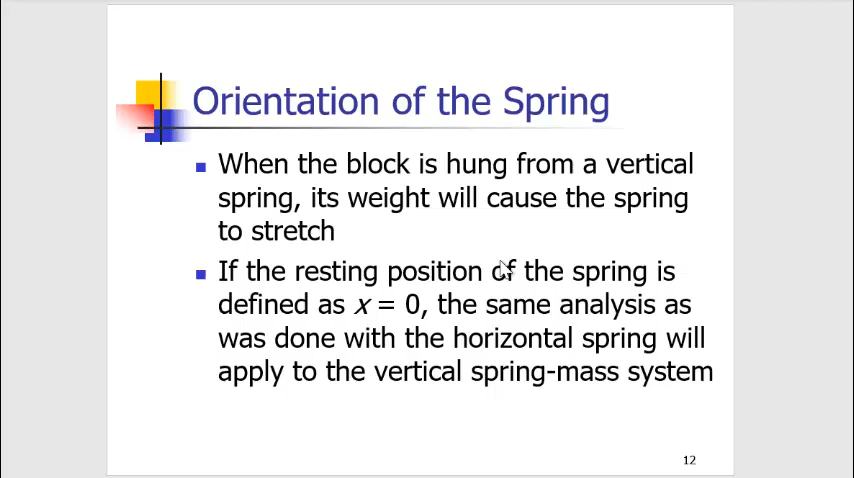 Orientation of the Spring
When the block is hung from a vertical
spring, its weight will cause the spring
to stretch
If the resting position of the spring is
defined as x = 0, the same analysis as
was done with the horizontal spring will
apply to the vertical spring-mass system
12